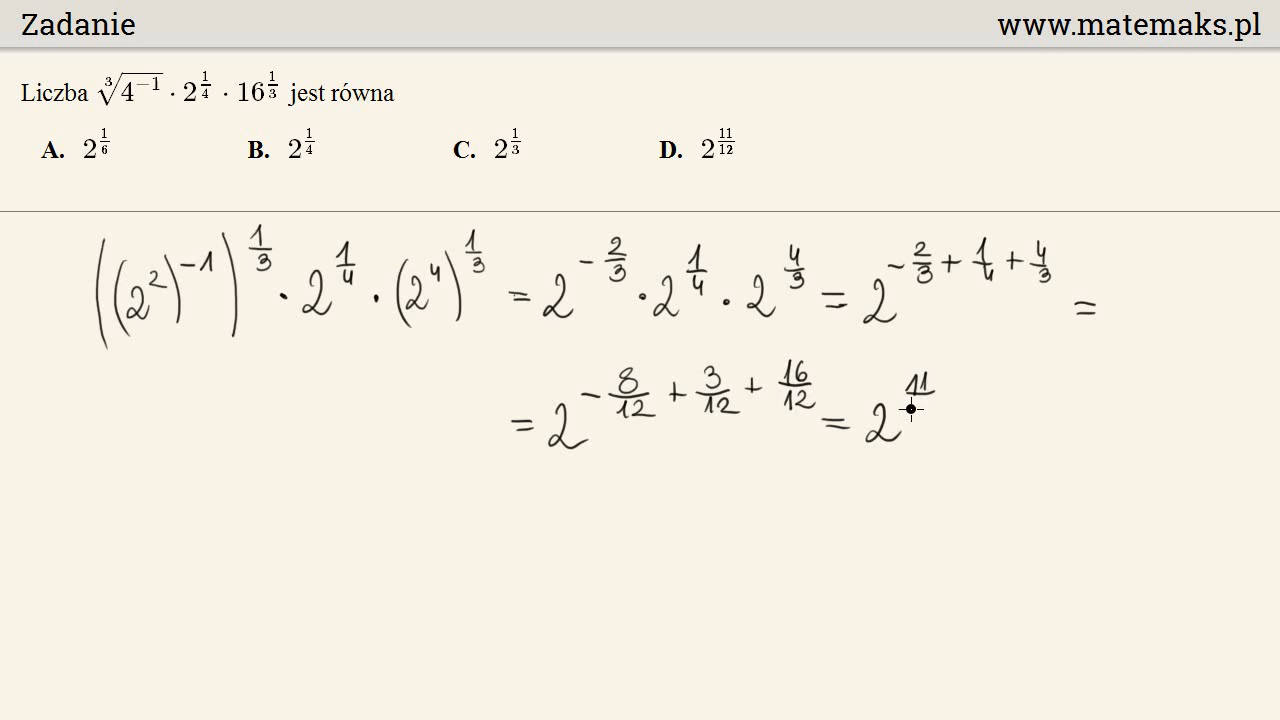 Zadanie www.matemaks.pl
Liczba ∛(4⁻¹) · 2^(1/4) · 16^(1/3) jest równa
A. 2^(1/6) B. 2^(1/4) C. 2^(1/3) D. 2^(11/12)
((2²)⁻¹)^(1/3) · 2^(1/4) · (2⁴)^(1/3) = 2^(-2/3) · 2^(1/4) · 2^(4/3) = 2^(-2/3 + 1/4 + 4/3) =
= 2^(-8/12 + 3/12 + 16/12) = 2^(11/